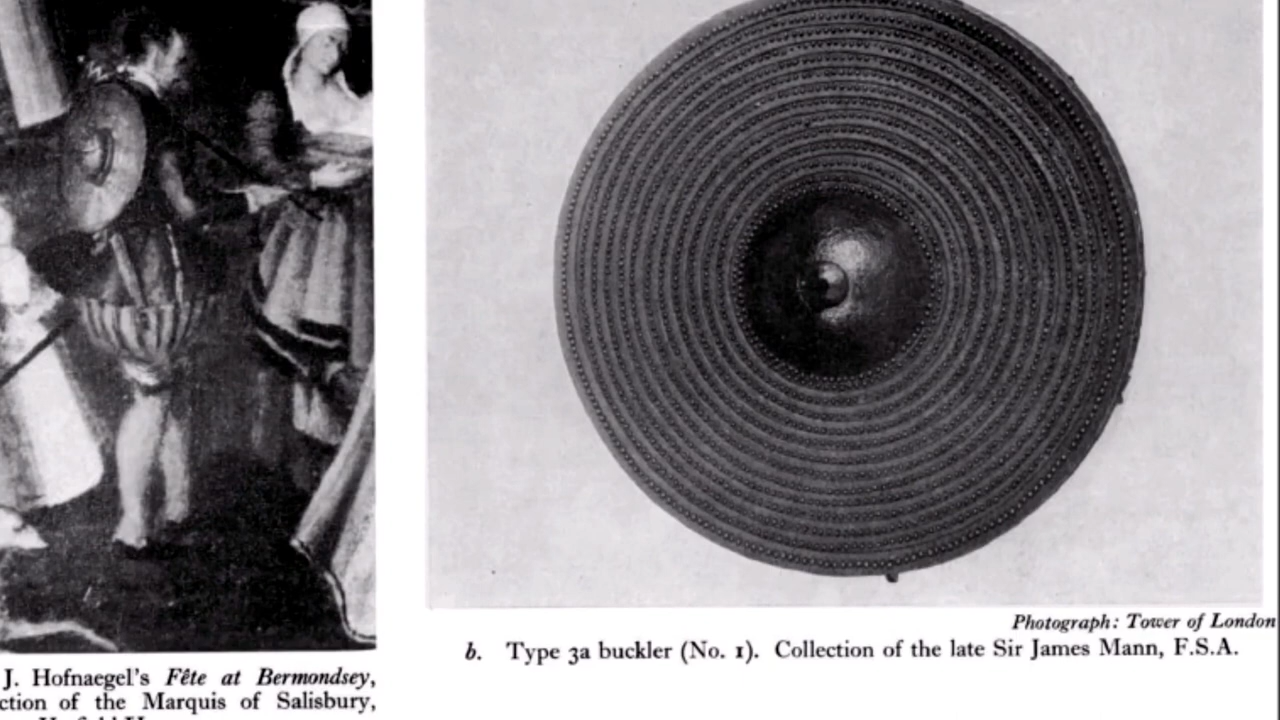 Photograph: Tower of London
b. Type 3a buckler (No. 1). Collection of the late Sir James Mann, F.S.A.
J. Hofnaegel's Fête at Bermondsey,
ction of the Marquis of Salisbury,